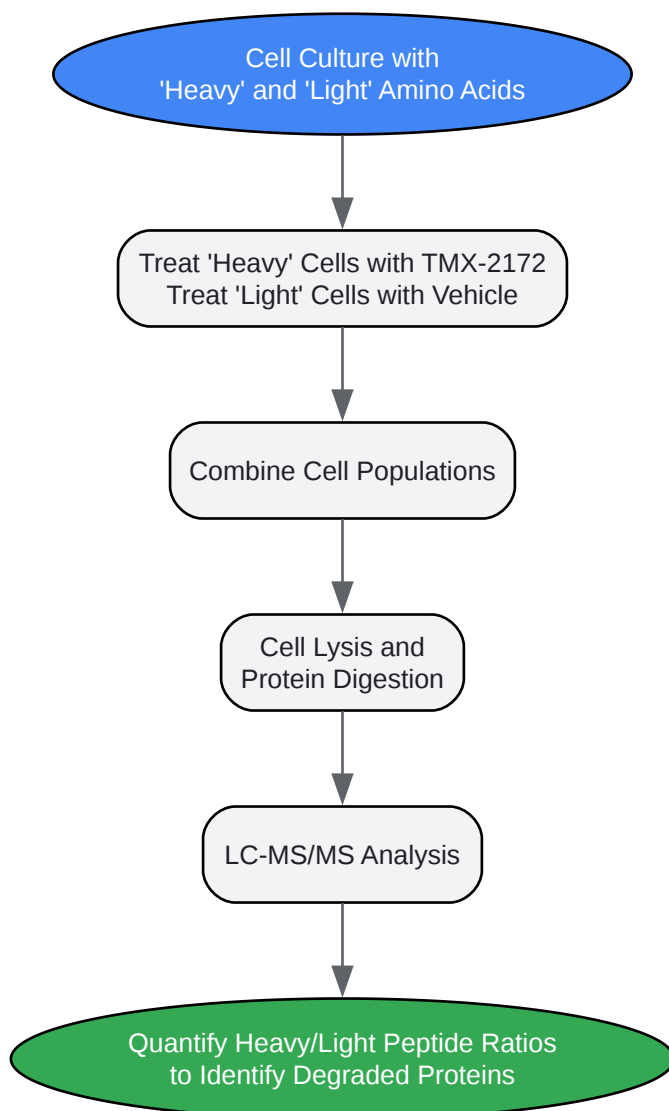 Cell Culture with
'Heavy' and 'Light' Amino Acids
Treat 'Heavy' Cells with TMX-2172
Treat 'Light' Cells with Vehicle
Combine Cell Populations
Cell Lysis and
Protein Digestion
LC-MS/MS Analysis
Quantify Heavy/Light Peptide Ratios
to Identify Degraded Proteins